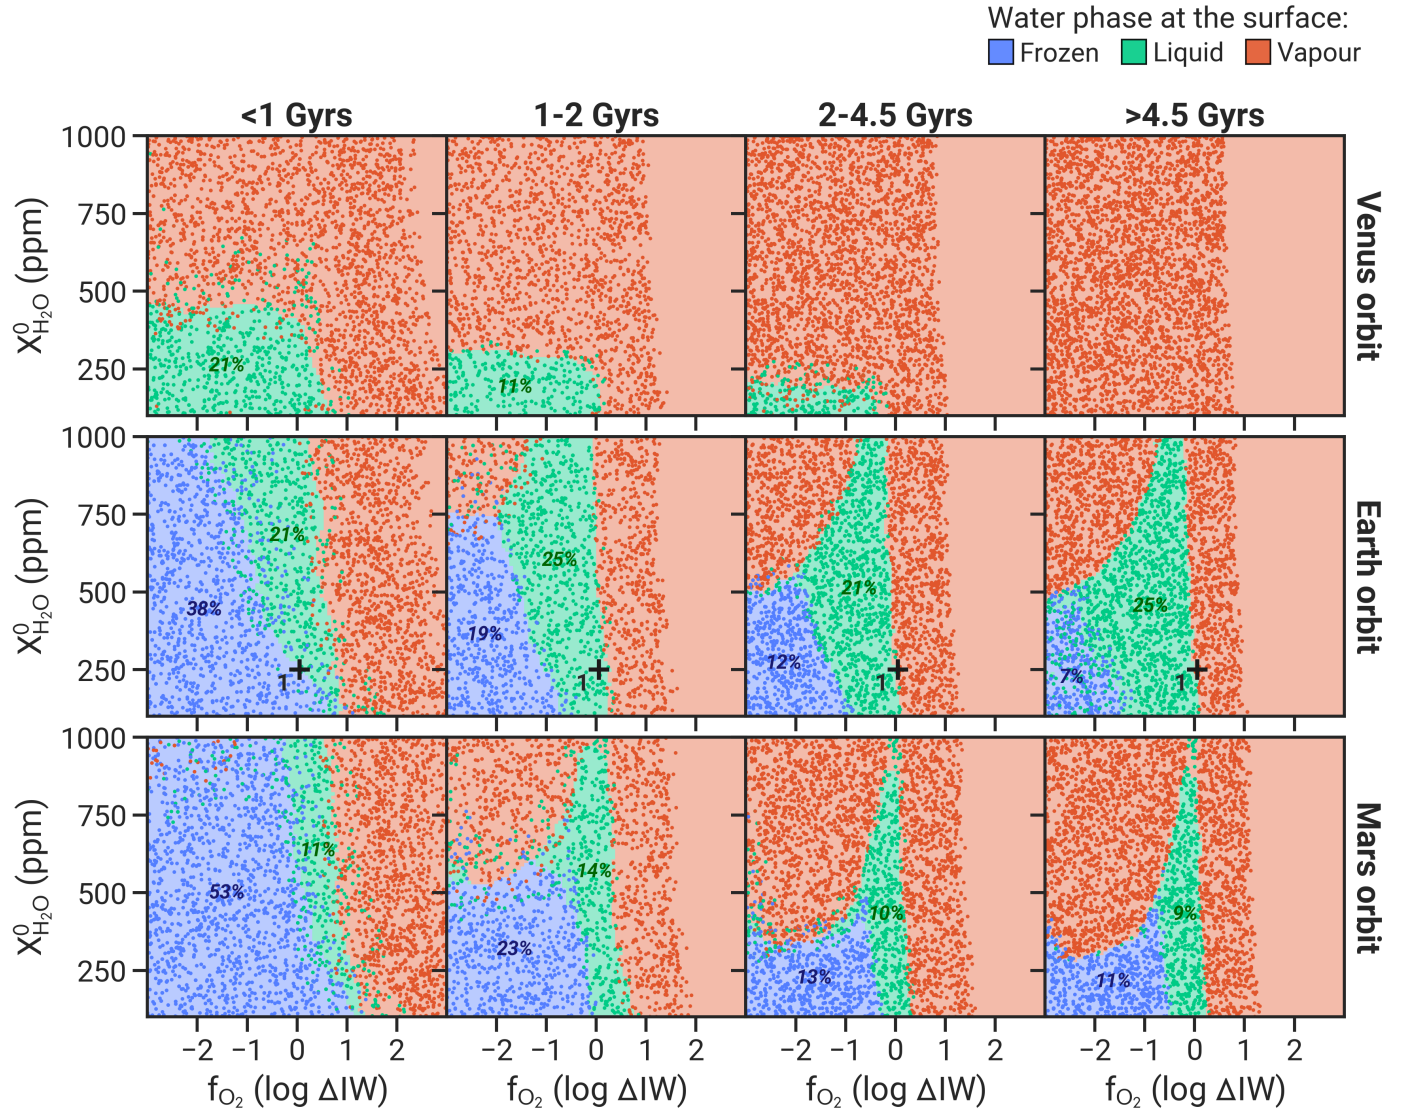 Water phase at the surface:
Frozen Liquid Vapour
<1 Gyrs 1-2 Gyrs 2-4.5 Gyrs >4.5 Gyrs
1000
750
500
250
X⁰H₂O (ppm)
21% 11%
Venus orbit
1000
750
500
250
X⁰H₂O (ppm)
38% 21% 19% 25% 12% 21% 7% 25%
1 1 1 1
Earth orbit
1000
750
500
250
X⁰H₂O (ppm)
53% 11% 23% 14% 13% 10% 11% 9%
Mars orbit
−2 −1 0 1 2 −2 −1 0 1 2 −2 −1 0 1 2 −2 −1 0 1 2
fO₂ (log ΔIW) fO₂ (log ΔIW) fO₂ (log ΔIW) fO₂ (log ΔIW)